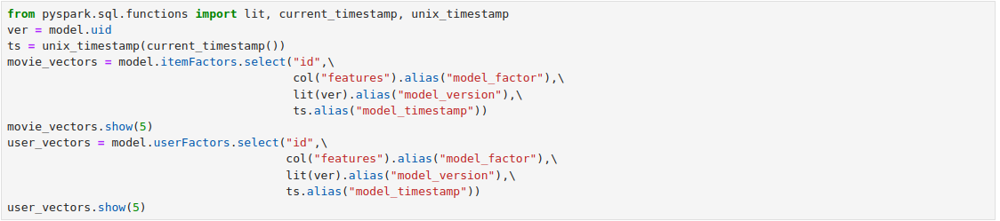 from pyspark.sql.functions import lit, current_timestamp, unix_timestamp
ver = model.uid
ts = unix_timestamp(current_timestamp())
movie_vectors = model.itemFactors.select("id",\
                                         col("features").alias("model_factor"),\
                                         lit(ver).alias("model_version"),\
                                         ts.alias("model_timestamp"))
movie_vectors.show(5)
user_vectors = model.userFactors.select("id",\
                                        col("features").alias("model_factor"),\
                                        lit(ver).alias("model_version"),\
                                        ts.alias("model_timestamp"))
user_vectors.show(5)